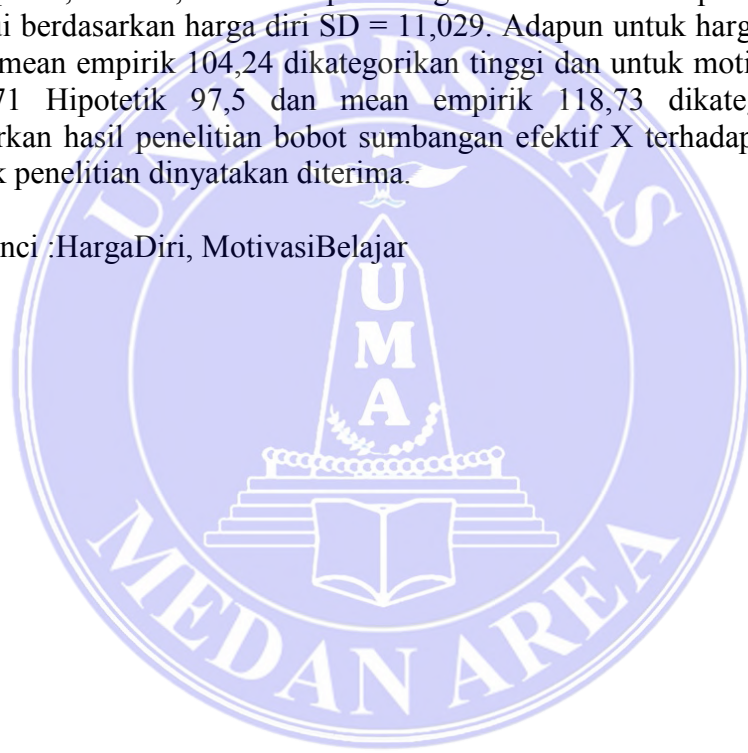 ui berdasarkan harga diri SD = 11,029. Adapun untuk harg
mean empirik 104,24 dikategorikan tinggi dan untuk moti
71 Hipotetik 97,5 dan mean empirik 118,73 dikate
rkan hasil penelitian bobot sumbangan efektif X terhadap
k penelitian dinyatakan diterima.
nci :HargaDiri, MotivasiBelajar
UNIVERSITAS
UMA
MEDAN AREA